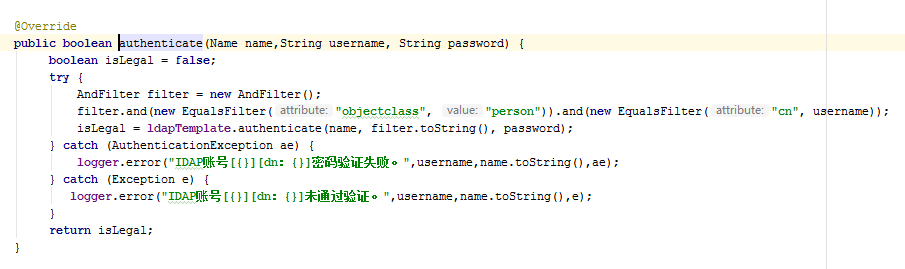 @Override
public boolean authenticate(Name name,String username, String password) {
boolean isLegal = false;
try {
AndFilter filter = new AndFilter();
filter.and(new EqualsFilter( attribute: "objectclass", value: "person")).and(new EqualsFilter( attribute: "cn", username));
isLegal = ldapTemplate.authenticate(name, filter.toString(), password);
} catch (AuthenticationException ae) {
logger.error("IDAP账号[{}][dn: {}]密码验证失败。",username,name.toString(),ae);
} catch (Exception e) {
logger.error("IDAP账号[{}][dn: {}]未通过验证。",username,name.toString(),e);
}
return isLegal;
}